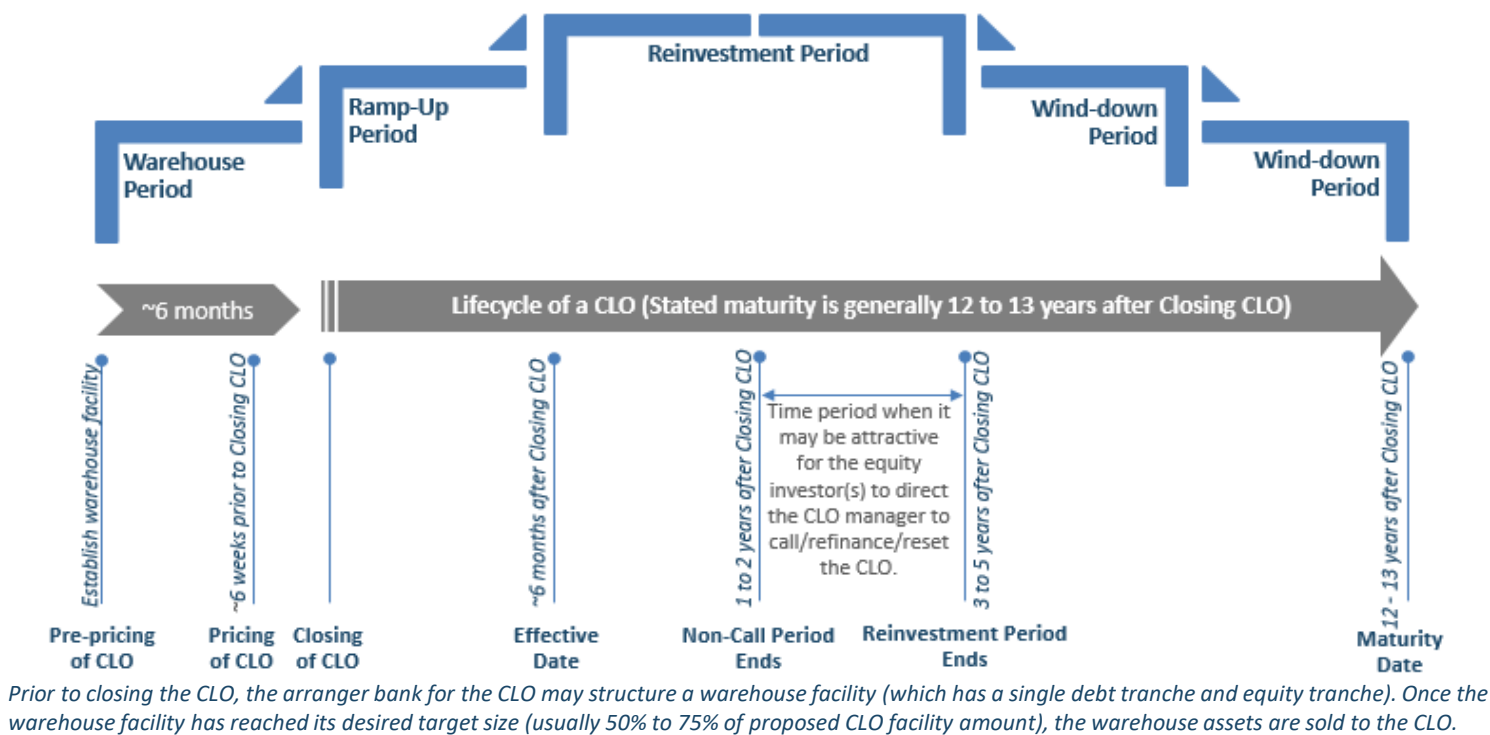 Reinvestment Period
Ramp-Up
Period
Wind-down
Period
Warehouse
Period
Wind-down
Period
~6 months
Lifecycle of a CLO (Stated maturity is generally 12 to 13 years after Closing CLO)
Establish warehouse facility
~6 weeks prior to Closing CLO
~6 months after Closing CLO
1 to 2 years after Closing CLO
Time period when it
may be attractive
for the equity
investor(s) to direct
the CLO manager to
call/refinance/reset
the CLO.
3 to 5 years after Closing CLO
12 - 13 years after Closing CLO
Pre-pricing
of CLO
Pricing
of CLO
Closing
of CLO
Effective
Date
Non-Call Period
Ends
Reinvestment Period
Ends
Maturity
Date
Prior to closing the CLO, the arranger bank for the CLO may structure a warehouse facility (which has a single debt tranche and equity tranche). Once the
warehouse facility has reached its desired target size (usually 50% to 75% of proposed CLO facility amount), the warehouse assets are sold to the CLO.